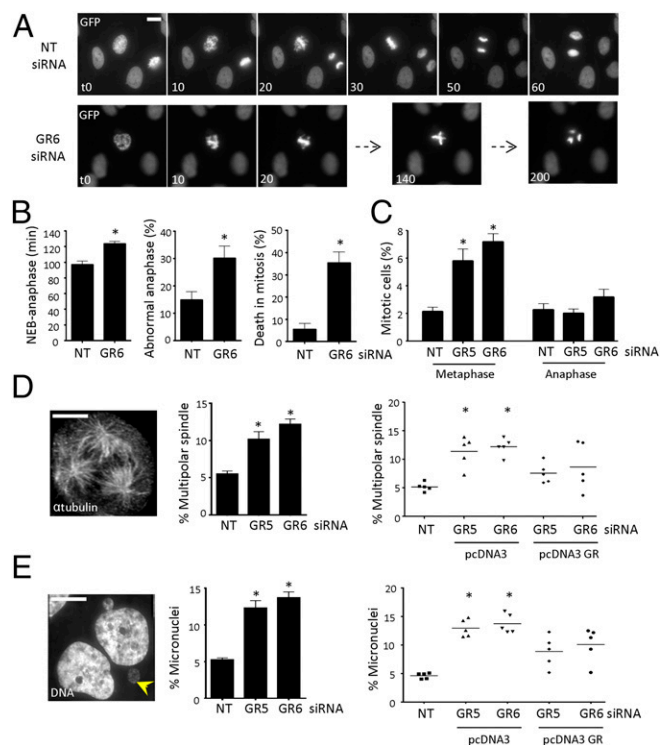 A
NT
siRNA
GFP
t0
10
20
30
50
60
GR6
siRNA
GFP
t0
10
20
140
200
B
NEB-anaphase (min)
140
120
100
80
60
40
20
0
*
NT GR6
Abnormal anaphase (%)
40
30
20
10
0
*
NT GR6
Death in mitosis (%)
50
40
30
20
10
0
*
NT GR6 siRNA
C
Mitotic cells (%)
8
6
4
2
0
* *
NT GR5 GR6 NT GR5 GR6 siRNA
Metaphase Anaphase
D
αtubulin
% Multipolar spindle
15
10
5
0
* *
NT GR5 GR6 siRNA
% Multipolar spindle
20
15
10
5
0
* *
NT GR5 GR6 GR5 GR6 siRNA
pcDNA3 pcDNA3 GR
E
DNA
% Micronuclei
15
10
5
0
* *
NT GR5 GR6 siRNA
% Micronuclei
20
15
10
5
0
* *
NT GR5 GR6 GR5 GR6 siRNA
pcDNA3 pcDNA3 GR